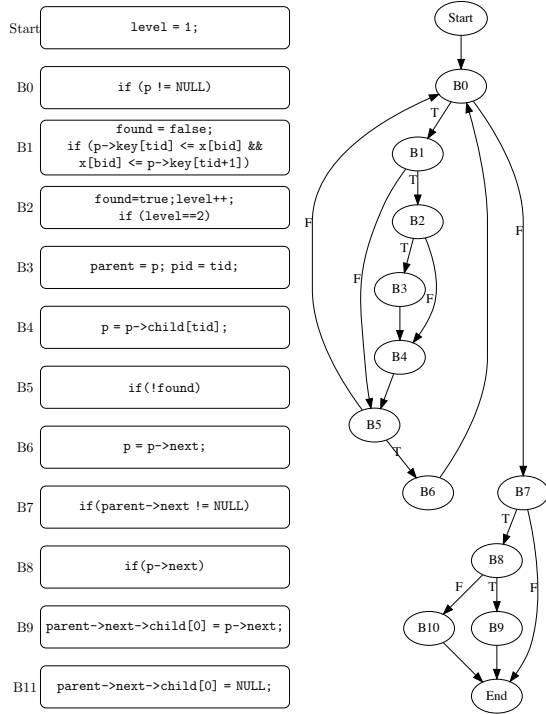 Start
level = 1;
B0
if (p != NULL)
B1
found = false;
if (p->key[tid] <= x[bid] &&
x[bid] <= p->key[tid+1])
B2
found=true;level++;
if (level==2)
B3
parent = p; pid = tid;
B4
p = p->child[tid];
B5
if(!found)
B6
p = p->next;
B7
if(parent->next != NULL)
B8
if(p->next)
B9
parent->next->child[0] = p->next;
B11
parent->next->child[0] = NULL;
Start
B0
T
B1
T
B2
F
T
F
B3
F
F
B4
B5
T
B6
B7
T
F
B8
F
T
B10
B9
End